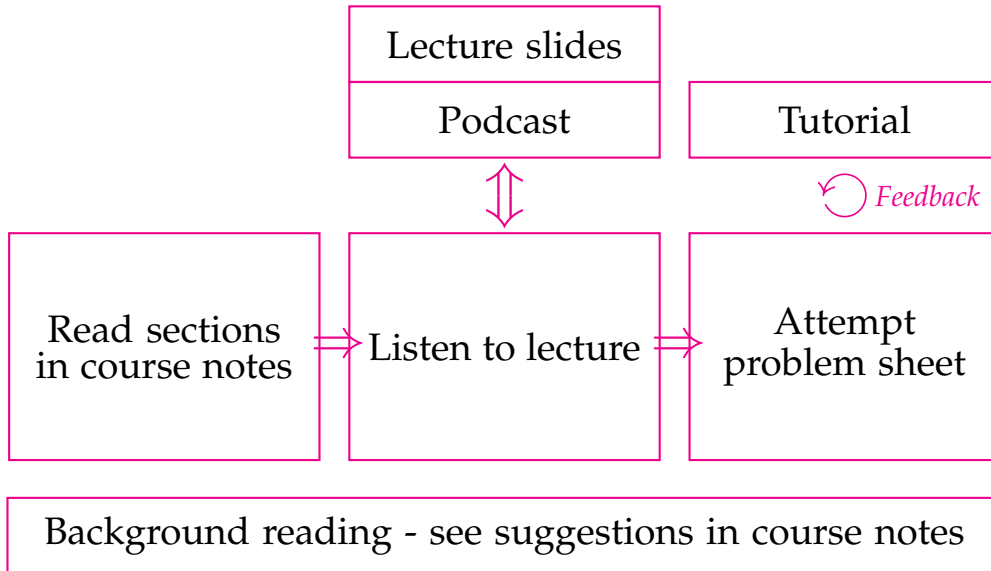 Lecture slides
Podcast
Tutorial
Feedback
Read sections
in course notes
Listen to lecture
Attempt
problem sheet
Background reading - see suggestions in course notes